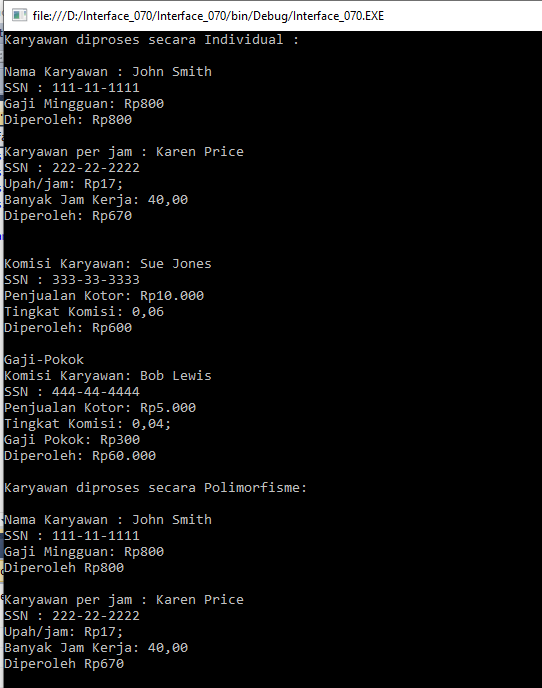 file:///D:/Interface_070/Interface_070/bin/Debug/Interface_070.EXE
Karyawan diproses secara Individual :
Nama Karyawan : John Smith
SSN : 111-11-1111
Gaji Mingguan: Rp800
Diperoleh: Rp800
Karyawan per jam : Karen Price
SSN : 222-22-2222
Upah/jam: Rp17;
Banyak Jam Kerja: 40,00
Diperoleh: Rp670
Komisi Karyawan: Sue Jones
SSN : 333-33-3333
Penjualan Kotor: Rp10.000
Tingkat Komisi: 0,06
Diperoleh: Rp600
Gaji-Pokok
Komisi Karyawan: Bob Lewis
SSN : 444-44-4444
Penjualan Kotor: Rp5.000
Tingkat Komisi: 0,04;
Gaji Pokok: Rp300
Diperoleh: Rp60.000
Karyawan diproses secara Polimorfisme:
Nama Karyawan : John Smith
SSN : 111-11-1111
Gaji Mingguan: Rp800
Diperoleh Rp800
Karyawan per jam : Karen Price
SSN : 222-22-2222
Upah/jam: Rp17;
Banyak Jam Kerja: 40,00
Diperoleh Rp670